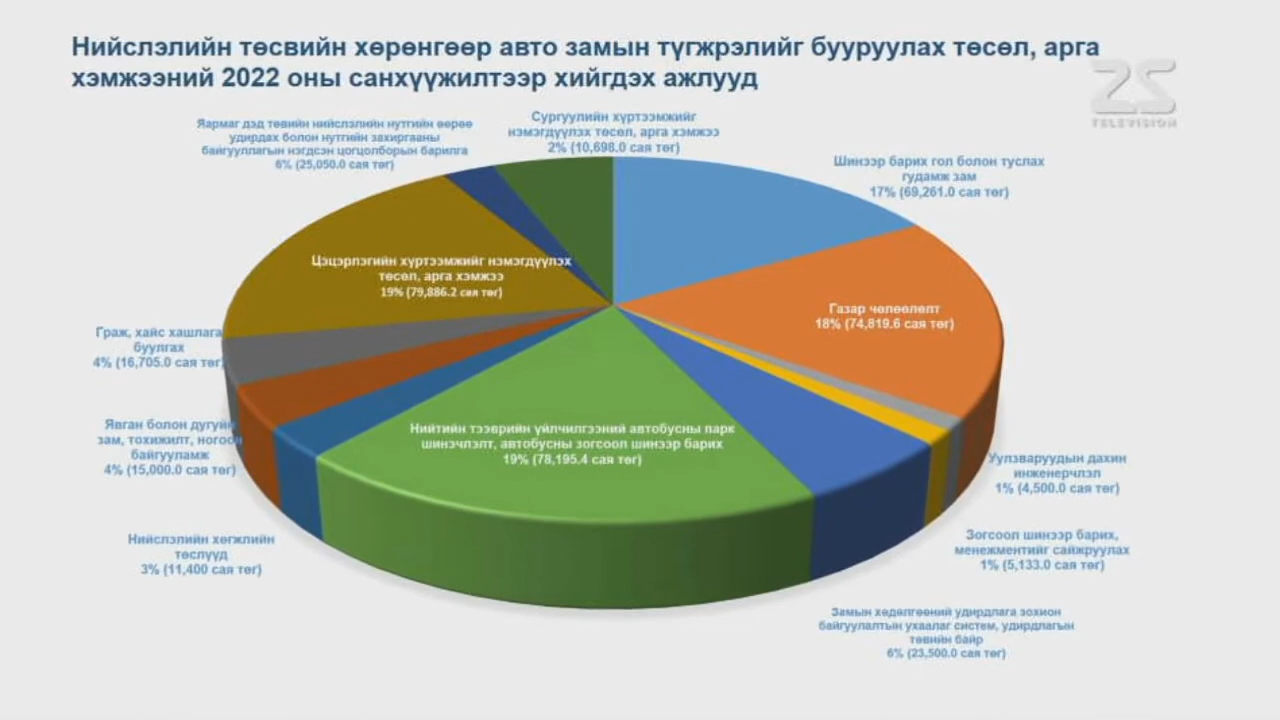 Нийслэлийн төсвийн хөрөнгөөр авто замын түгжрэлийг бууруулах төсөл, арга
хэмжээний 2022 оны санхүүжилтээр хийгдэх ажлууд
ZS
TELEVISION
Яармаг дэд төвийн нийслэлийн нутгийн өөрөө
удирдах болон нутгийн захиргааны
байгууллагын нэгдсэн цогцолборын барилга
6% (25,050.0 сая төг)
Сургуулийн хүртээмжийг
нэмэгдүүлэх төсөл, арга хэмжээ
2% (10,698.0 сая төг)
Шинээр барих гол болон туслах
гудамж зам
17% (69,261.0 сая төг)
Цэцэрлэгийн хүртээмжийг нэмэгдүүлэх
төсөл, арга хэмжээ
19% (79,886.2 сая төг)
Газар чөлөөлөлт
18% (74,819.6 сая төг)
Граж, хайс хашлага
буулгах
4% (16,705.0 сая төг)
Явган болон дугуйн
зам, тохижилт, ногоон
байгууламж
4% (15,000.0 сая төг)
Нийтийн тээврийн үйлчилгээний автобусны парк
шинэчлэлт, автобусны зогсоол шинээр барих
19% (78,195.4 сая төг)
Уулзваруудын дахин
инженерчлэл
1% (4,500.0 сая төг)
Нийслэлийн хөгжлийн
төслүүд
3% (11,400 сая төг)
Зогсоол шинээр барих,
менежментийг сайжруулах
1% (5,133.0 сая төг)
Замын хөдөлгөөний удирдлага зохион
байгуулалтын ухаалаг систем, удирдлагын
төвийн байр
6% (23,500.0 сая төг)